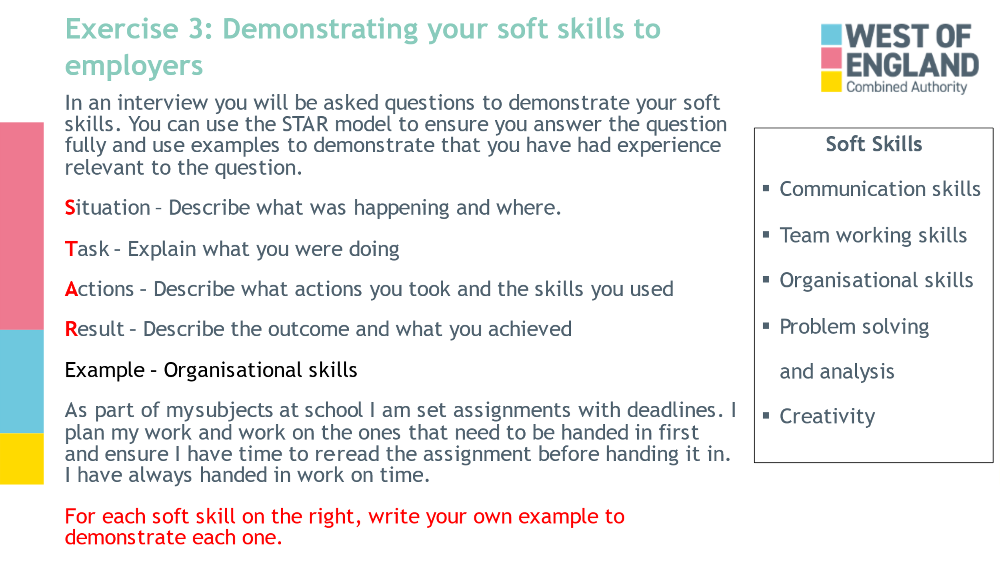 Exercise 3: Demonstrating your soft skills to
employers
WEST OF
ENGLAND
Combined Authority
In an interview you will be asked questions to demonstrate your soft
skills. You can use the STAR model to ensure you answer the question
fully and use examples to demonstrate that you have had experience
relevant to the question.
Situation - Describe what was happening and where.
Task - Explain what you were doing
Actions - Describe what actions you took and the skills you used
Result - Describe the outcome and what you achieved
Example - Organisational skills
As part of mysubjects at school I am set assignments with deadlines. I
plan my work and work on the ones that need to be handed in first
and ensure I have time to re-read the assignment before handing it in.
I have always handed in work on time.
For each soft skill on the right, write your own example to
demonstrate each one.
Soft Skills
▪ Communication skills
▪ Team working skills
▪ Organisational skills
▪ Problem solving
and analysis
▪ Creativity